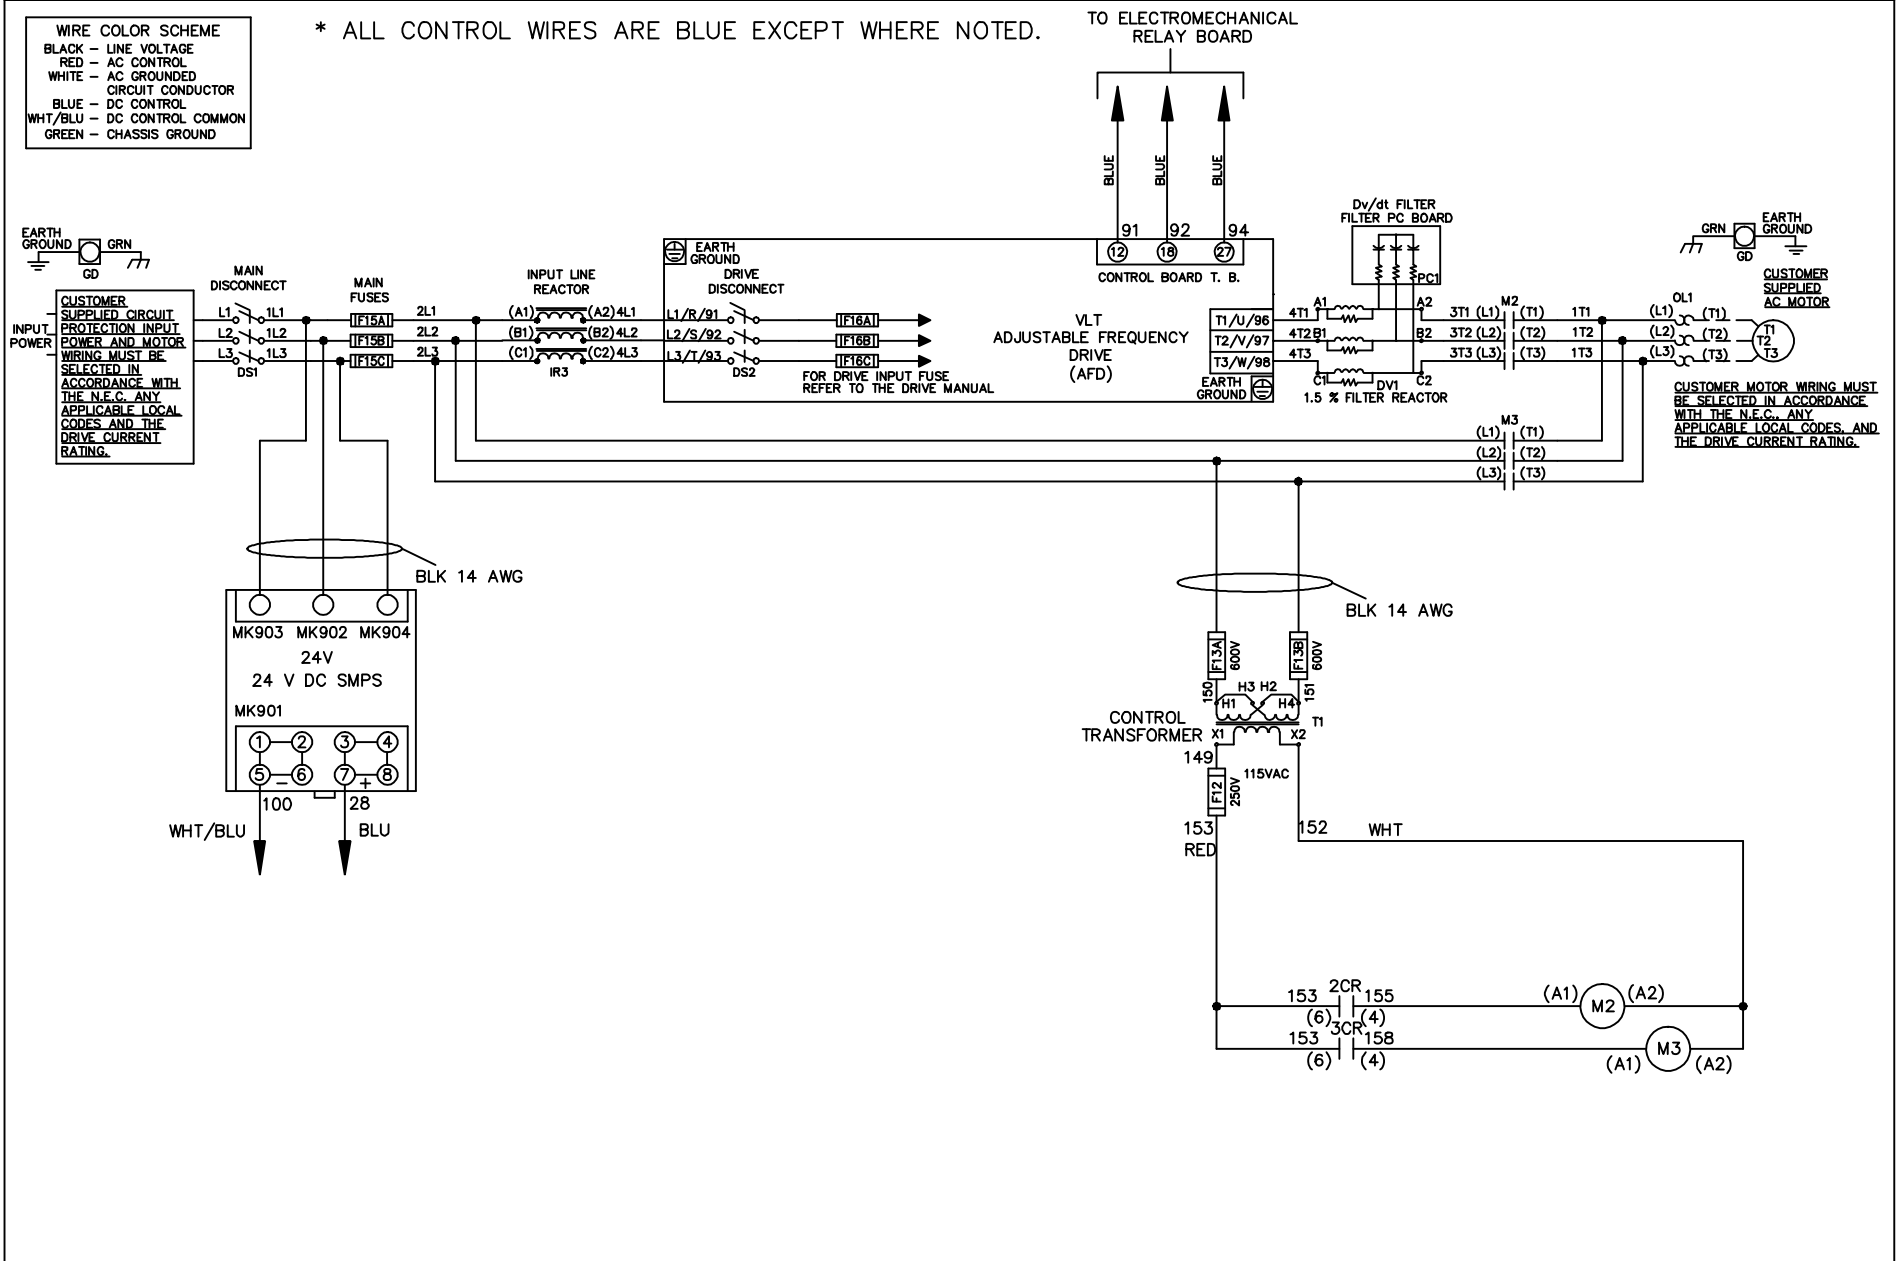 WIRE COLOR SCHEME
BLACK – LINE VOLTAGE
RED – AC CONTROL
WHITE – AC GROUNDED
CIRCUIT CONDUCTOR
BLUE – DC CONTROL
WHT/BLU – DC CONTROL COMMON
GREEN – CHASSIS GROUND
* ALL CONTROL WIRES ARE BLUE EXCEPT WHERE NOTED.
TO ELECTROMECHANICAL
RELAY BOARD
BLUE BLUE BLUE
91 92 94
12 18 27
CONTROL BOARD T. B.
EARTH
GROUND
GRN
GD
INPUT
POWER
CUSTOMER
SUPPLIED CIRCUIT
PROTECTION INPUT
POWER AND MOTOR
WIRING MUST BE
SELECTED IN
ACCORDANCE WITH
THE N.E.C. ANY
APPLICABLE LOCAL
CODES AND THE
DRIVE CURRENT
RATING.
MAIN
DISCONNECT
L1 1L1
L2 1L2
L3 1L3
DS1
MAIN
FUSES
F15A
F15B
F15C
2L1
2L2
2L3
INPUT LINE
REACTOR
(A1) (A2) 4L1
(B1) (B2) 4L2
(C1) (C2) 4L3
IR3
EARTH
GROUND
DRIVE
DISCONNECT
L1/R/91
L2/S/92
L3/T/93
DS2
F16A
F16B
F16C
FOR DRIVE INPUT FUSE
REFER TO THE DRIVE MANUAL
VLT
ADJUSTABLE FREQUENCY
DRIVE
(AFD)
T1/U/96
T2/V/97
T3/W/98
EARTH
GROUND
Dv/dt FILTER
FILTER PC BOARD
PC1
4T1 A1 A2
4T2 B1 B2
4T3
C1 C2
DV1
1.5 % FILTER REACTOR
M2
3T1 (L1) (T1) 1T1
3T2 (L2) (T2) 1T2
3T3 (L3) (T3) 1T3
M3
(L1) (T1)
(L2) (T2)
(L3) (T3)
GRN
EARTH
GROUND
GD
CUSTOMER
SUPPLIED
AC MOTOR
OL1
(L1) (T1)
(L2) (T2)
(L3) (T3)
T1
T2
T3
CUSTOMER MOTOR WIRING MUST
BE SELECTED IN ACCORDANCE
WITH THE N.E.C., ANY
APPLICABLE LOCAL CODES, AND
THE DRIVE CURRENT RATING.
BLK 14 AWG
MK903 MK902 MK904
24V
24 V DC SMPS
MK901
1 2 3 4
5 6 7 8
– +
100 28
WHT/BLU BLU
BLK 14 AWG
F13A 600V F13B 600V
150 151
H3 H2
H1 H4
CONTROL
TRANSFORMER
T1
X1 X2
149
115VAC
F12 250V
153
RED
152 WHT
2CR
153 155
(6) (4)
(A1) M2 (A2)
3CR
153 158
(6) (4)
(A1) M3 (A2)